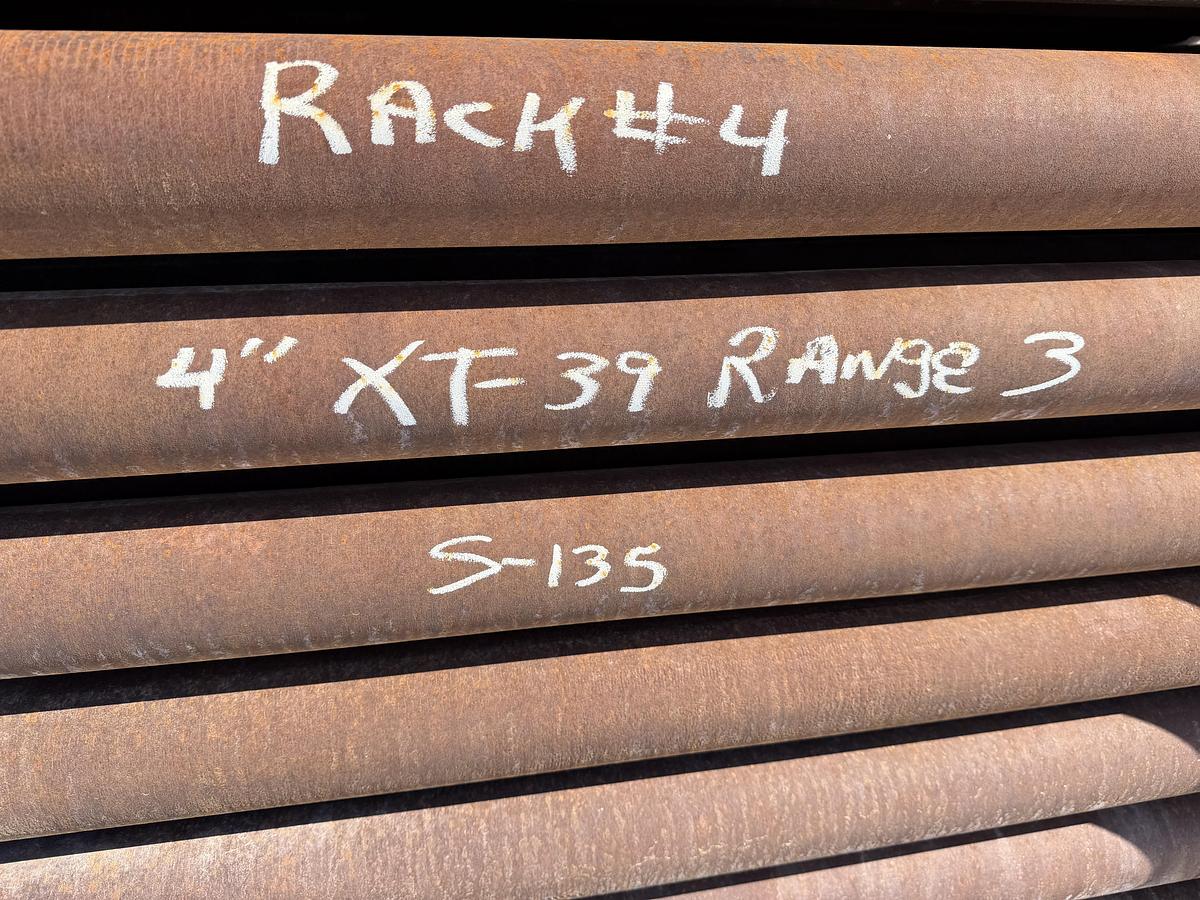 RACK #4
4" XT-39 RANgE 3
S-135